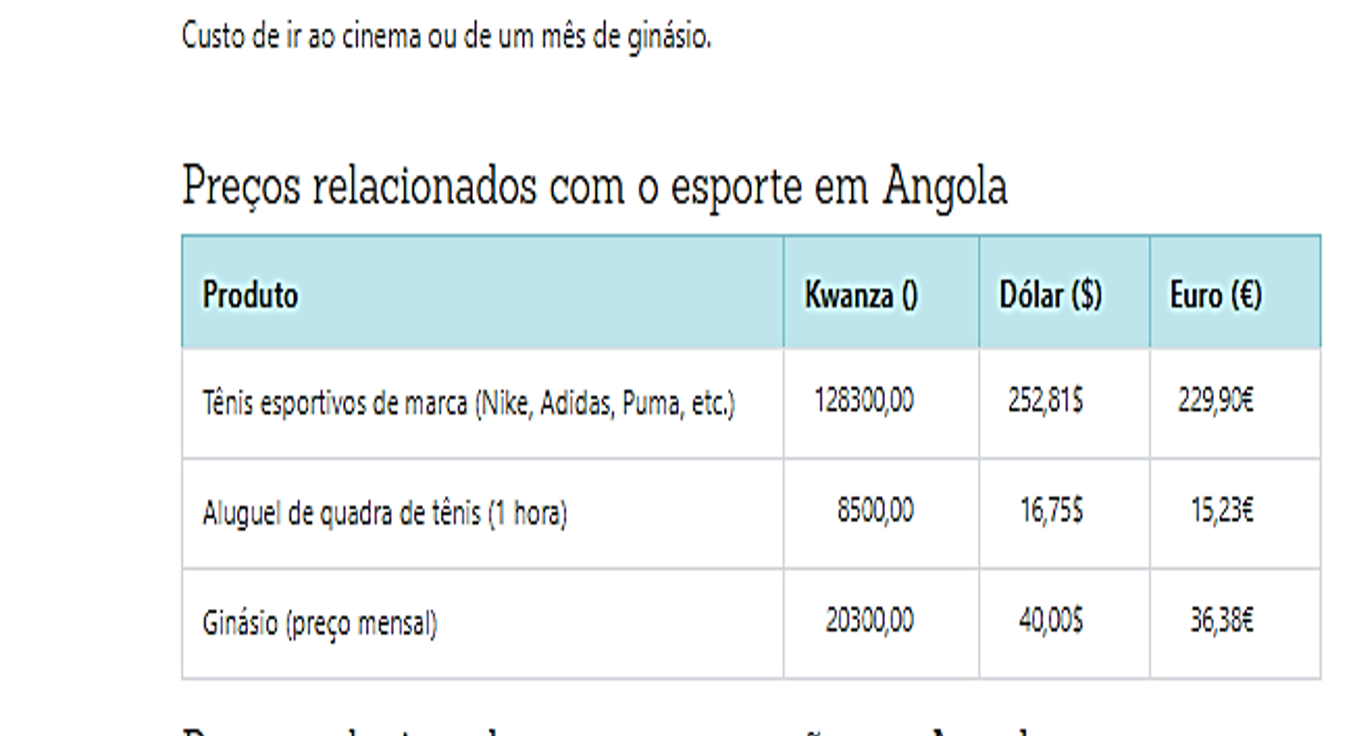 Custo de ir ao cinema ou de um mês de ginásio.
Preços relacionados com o esporte em Angola
Produto Kwanza () Dólar ($) Euro (€)
Tênis esportivos de marca (Nike, Adidas, Puma, etc.) 128300,00 252,81$ 229,90€
Aluguel de quadra de tênis (1 hora) 8500,00 16,75$ 15,23€
Ginásio (preço mensal) 20300,00 40,00$ 36,38€